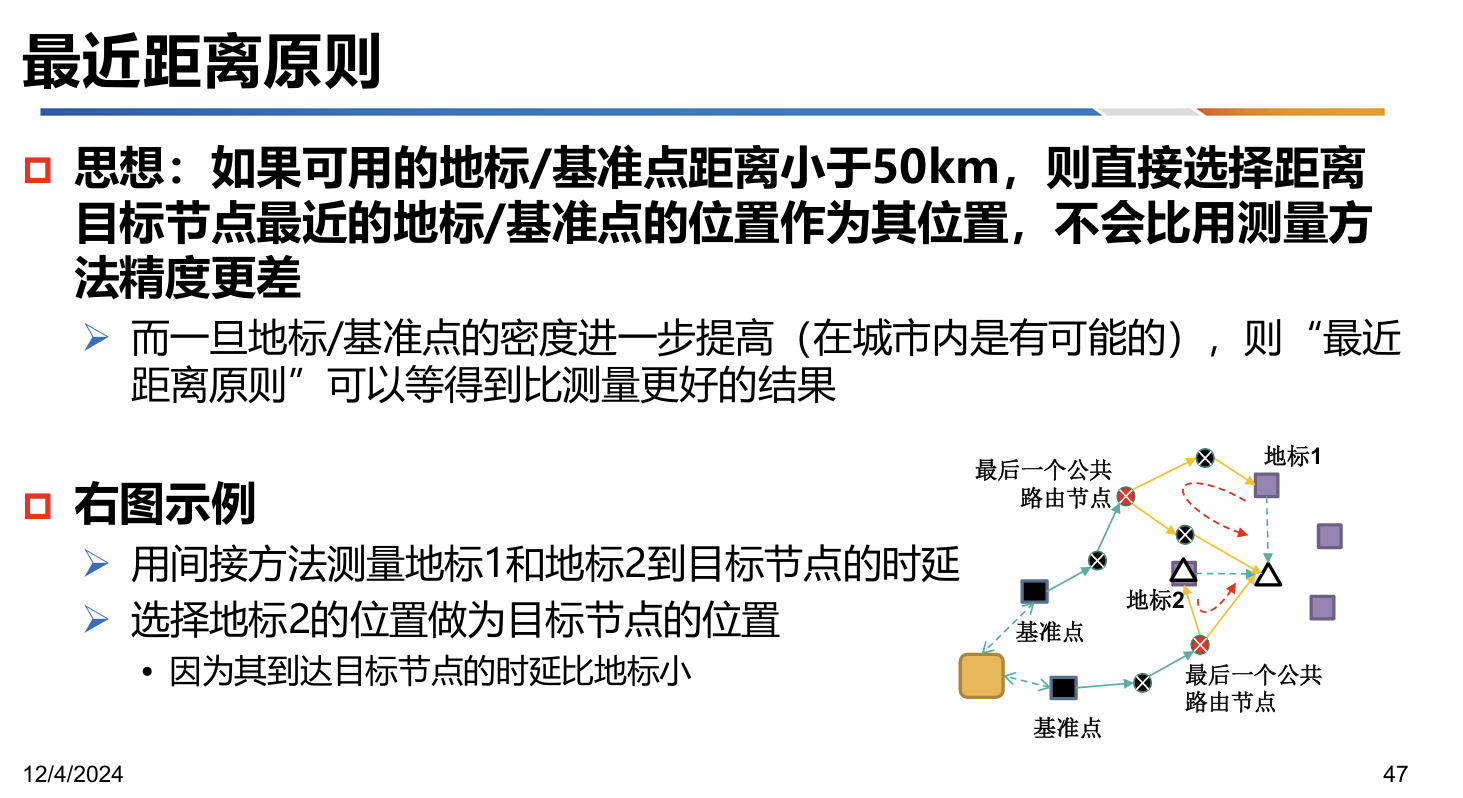 最近距离原则
思想：如果可用的地标/基准点距离小于50km，则直接选择距离
目标节点最近的地标/基准点的位置作为其位置，不会比用测量方
法精度更差
而一旦地标/基准点的密度进一步提高（在城市内是有可能的），则“最近
距离原则”可以等得到比测量更好的结果
右图示例
用间接方法测量地标1和地标2到目标节点的时延
选择地标2的位置做为目标节点的位置
因为其到达目标节点的时延比地标小
最后一个公共
路由节点
地标1
地标2
基准点
最后一个公共
路由节点
基准点
12/4/2024
47